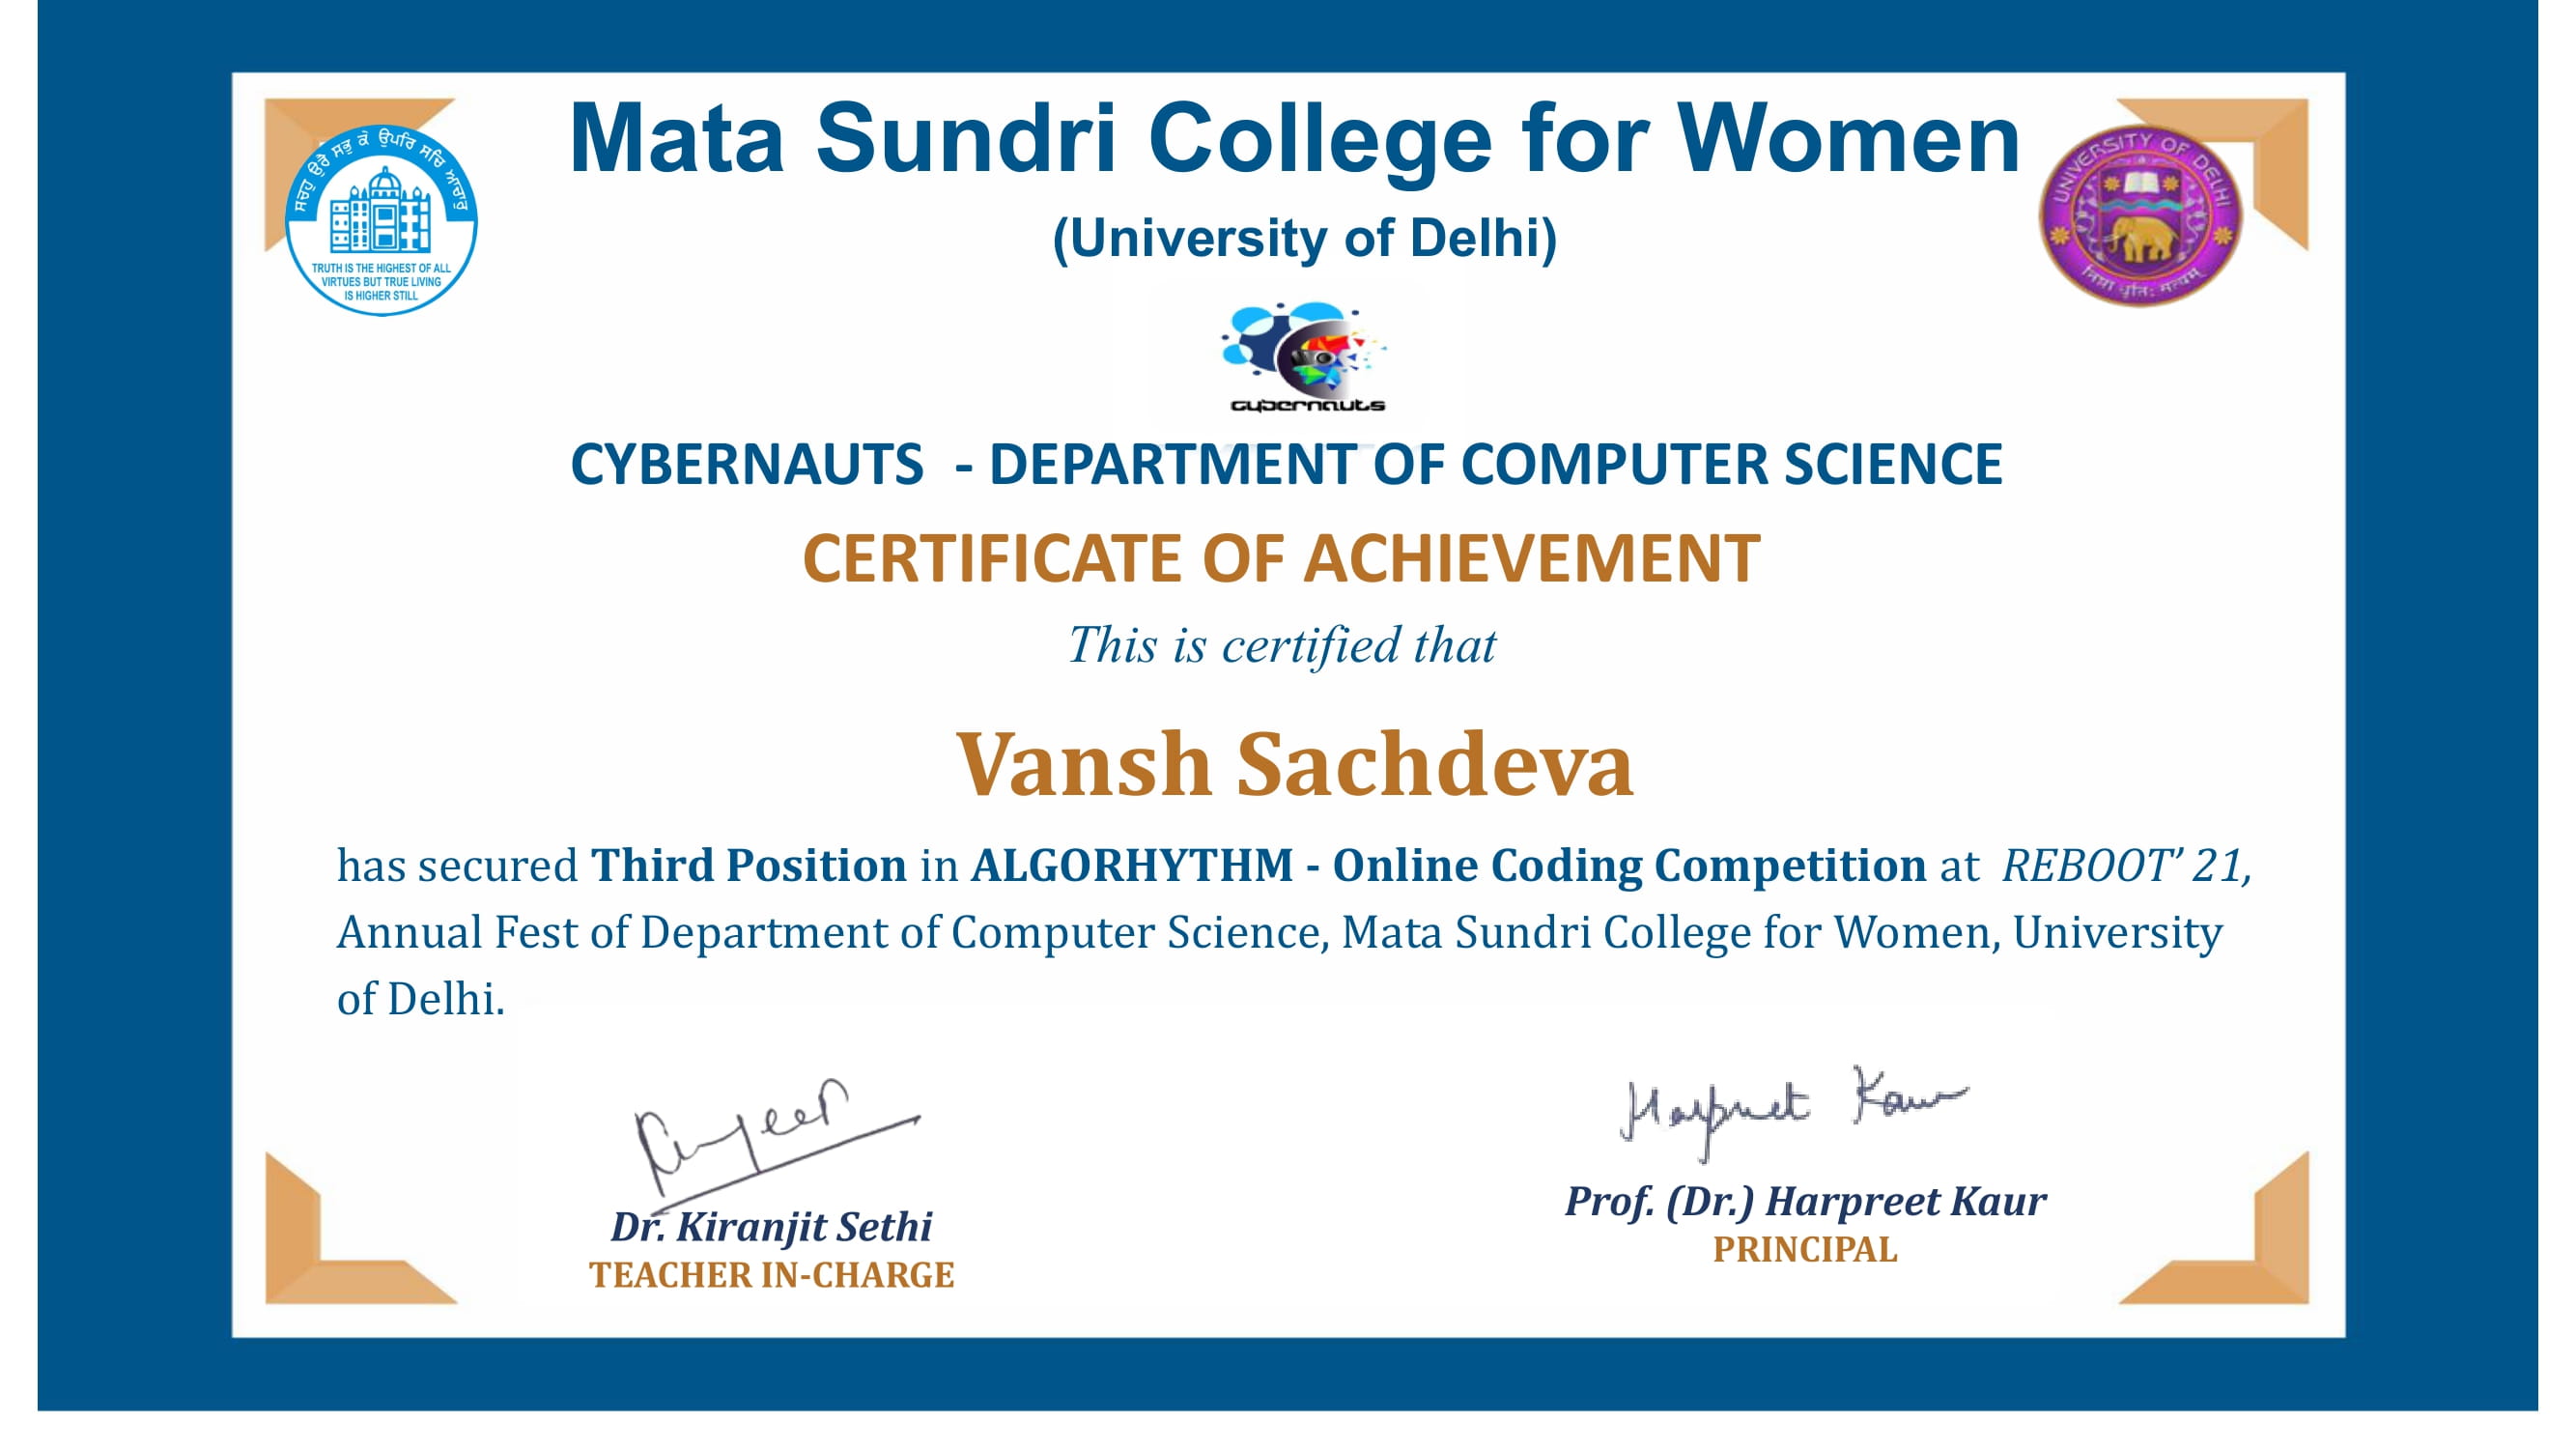 Mata Sundri College for Women
(University of Delhi)
ਸਚਹੁ ਉਰੈ ਸਭੁ ਕੋ ਉਪਰਿ ਸਚਿ ਆਚਾਰੁ
TRUTH IS THE HIGHEST OF ALL
VIRTUES BUT TRUE LIVING
IS HIGHER STILL
UNIVERSITY OF DELHI
निष्ठा धृति: सत्यम्
cybernauts
CYBERNAUTS - DEPARTMENT OF COMPUTER SCIENCE
CERTIFICATE OF ACHIEVEMENT
This is certified that
Vansh Sachdeva
has secured Third Position in ALGORHYTHM - Online Coding Competition at REBOOT’ 21,
Annual Fest of Department of Computer Science, Mata Sundri College for Women, University
of Delhi.
Harpreet Kaur
Dr. Kiranjit Sethi
TEACHER IN-CHARGE
Prof. (Dr.) Harpreet Kaur
PRINCIPAL